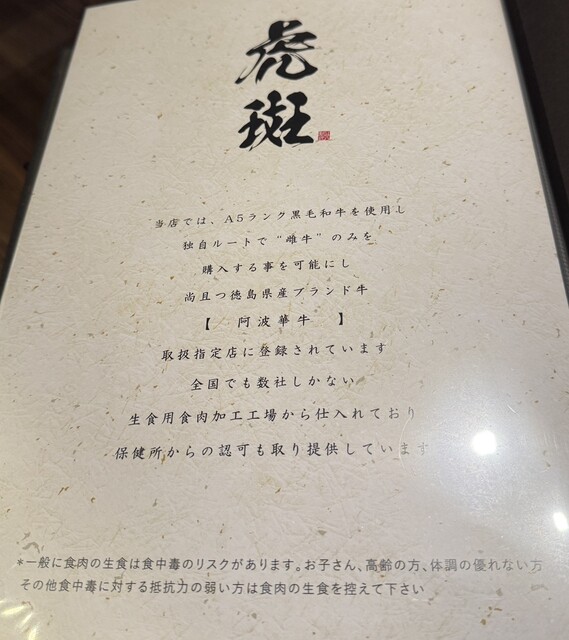 虎
斑
当店では、A5ランク黒毛和牛を使用し
独自ルートで"雌牛"のみを
購入する事を可能にし
尚且つ徳島県産ブランド牛
【 阿波華牛 】
取扱指定店に登録されています
全国でも数社しかない
生食用食肉加工工場から仕入れており
保健所からの認可も取り提供しています
*一般に食肉の生食は食中毒のリスクがあります。お子さん、高齢の方、体調の優れない方
その他食中毒に対する抵抗力の弱い方は食肉の生食を控えて下さい